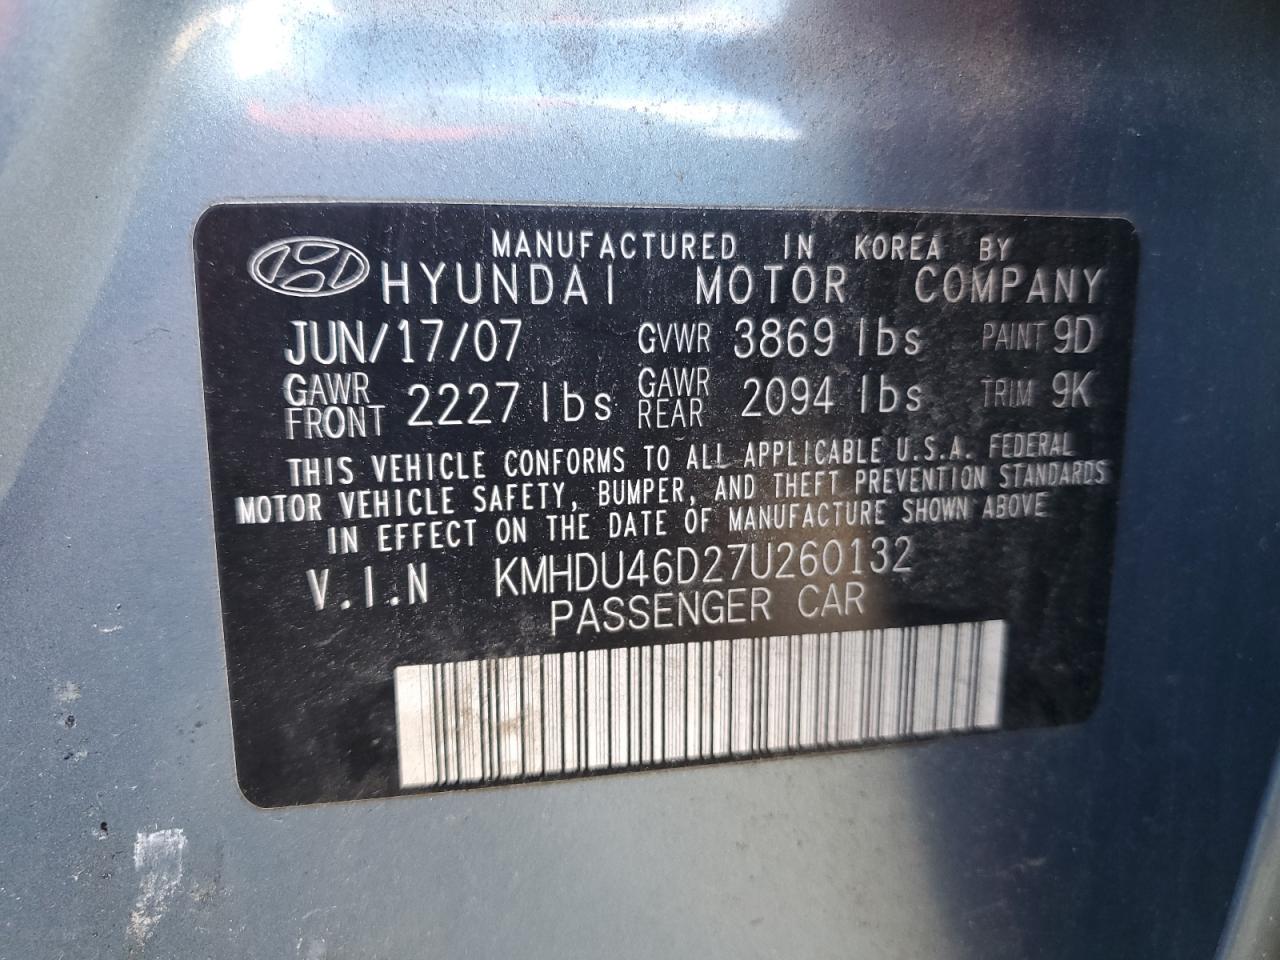 MANUFACTURED IN KOREA BY
HYUNDAI MOTOR COMPANY
JUN/17/07 GVWR 3869 lbs PAINT 9D
GAWR FRONT 2227 lbs GAWR REAR 2094 lbs TRIM 9K
THIS VEHICLE CONFORMS TO ALL APPLICABLE U.S.A. FEDERAL
MOTOR VEHICLE SAFETY, BUMPER, AND THEFT PREVENTION STANDARDS
IN EFFECT ON THE DATE OF MANUFACTURE SHOWN ABOVE
V.I.N KMHDU46D27U260132
PASSENGER CAR